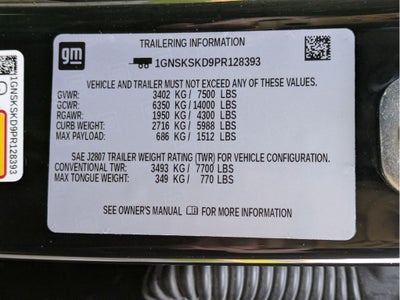 gm
TRAILERING INFORMATION
1GNSKSKD9PR128393
VEHICLE AND TRAILER MUST NOT EXCEED ANY OF THESE VALUES.
GVWR: 3402 KG / 7500 LBS
GCWR: 6350 KG / 14000 LBS
RGAWR: 1950 KG / 4300 LBS
CURB WEIGHT: 2716 KG / 5988 LBS
MAX PAYLOAD: 686 KG / 1512 LBS
SAE J2807 TRAILER WEIGHT RATING (TWR) FOR VEHICLE CONFIGURATION.
CONVENTIONAL TWR: 3493 KG / 7700 LBS
MAX TONGUE WEIGHT: 349 KG / 770 LBS
SEE OWNER'S MANUAL FOR MORE INFORMATION
1GNSKSKD9PR128393